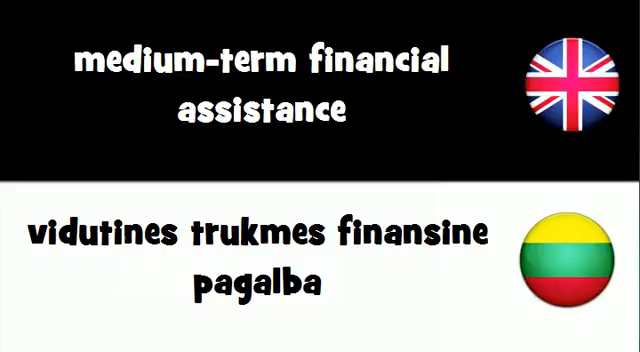 medium-term financial
assistance
vidutines trukmes finansine
pagalba